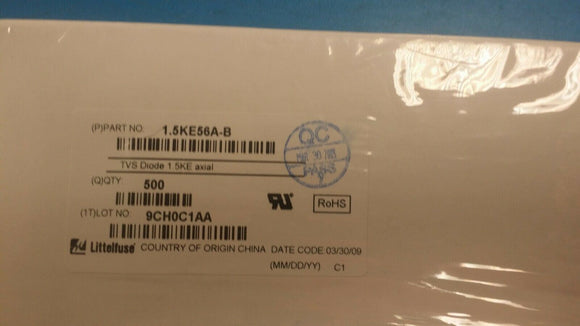 (P)PART NO: 1.5KE56A-B
QC
TVS Diode 1.5KE axial
PASS
(Q)QTY: 500
RoHS
(1T)LOT NO: 9CH0C1AA
Littelfuse® COUNTRY OF ORIGIN CHINA DATE CODE:03/30/09
(MM/DD/YY) C1